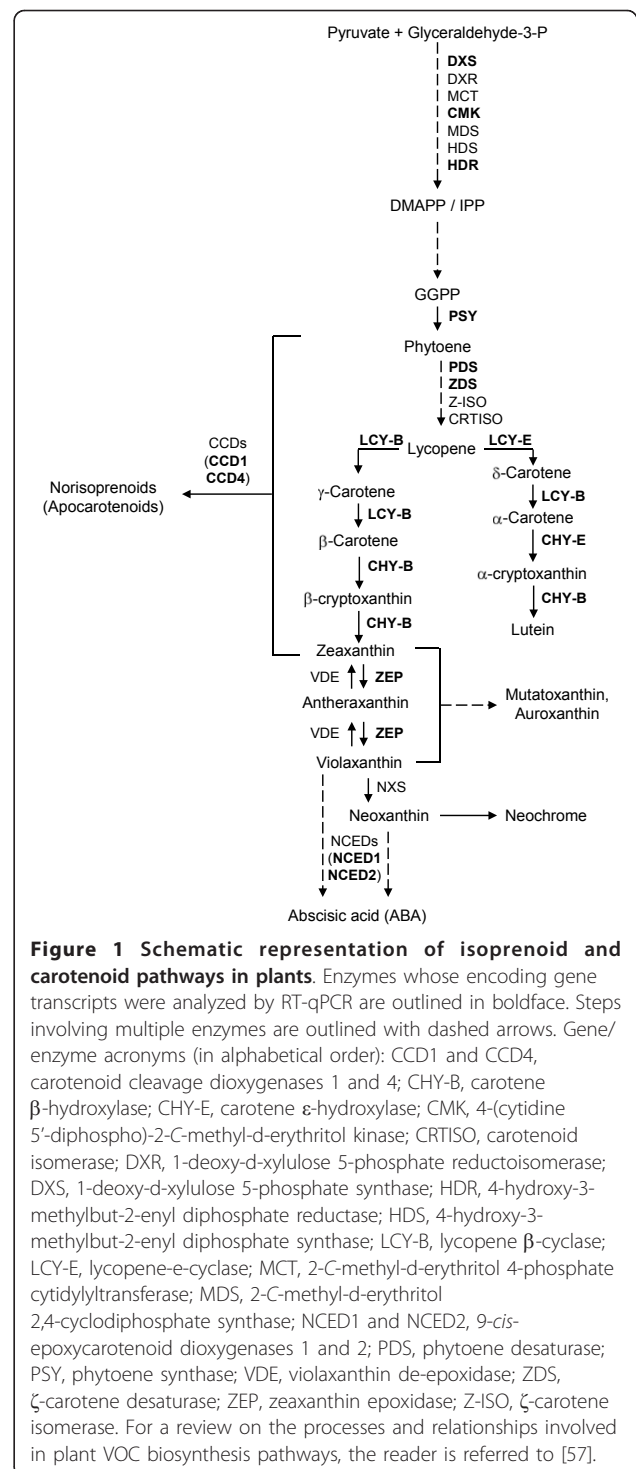 Pyruvate + Glyceraldehyde-3-P
DXS
DXR
MCT
CMK
MDS
HDS
HDR
DMAPP / IPP
GGPP
PSY
Phytoene
PDS
ZDS
Z-ISO
CRTISO
CCDs
(CCD1
CCD4)
Norisoprenoids
(Apocarotenoids)
LCY-B Lycopene LCY-E
γ-Carotene
LCY-B
β-Carotene
CHY-B
β-cryptoxanthin
CHY-B
Zeaxanthin
δ-Carotene
LCY-B
α-Carotene
CHY-E
α-cryptoxanthin
CHY-B
Lutein
VDE ZEP
Antheraxanthin
VDE ZEP
Violaxanthin
Mutatoxanthin,
Auroxanthin
NXS
Neoxanthin Neochrome
NCEDs
(NCED1
NCED2)
Abscisic acid (ABA)
Figure 1 Schematic representation of isoprenoid and
carotenoid pathways in plants. Enzymes whose encoding gene
transcripts were analyzed by RT-qPCR are outlined in boldface. Steps
involving multiple enzymes are outlined with dashed arrows. Gene/
enzyme acronyms (in alphabetical order): CCD1 and CCD4,
carotenoid cleavage dioxygenases 1 and 4; CHY-B, carotene
β-hydroxylase; CHY-E, carotene ε-hydroxylase; CMK, 4-(cytidine
5'-diphospho)-2-C-methyl-d-erythritol kinase; CRTISO, carotenoid
isomerase; DXR, 1-deoxy-d-xylulose 5-phosphate reductoisomerase;
DXS, 1-deoxy-d-xylulose 5-phosphate synthase; HDR, 4-hydroxy-3-
methylbut-2-enyl diphosphate reductase; HDS, 4-hydroxy-3-
methylbut-2-enyl diphosphate synthase; LCY-B, lycopene β-cyclase;
LCY-E, lycopene-e-cyclase; MCT, 2-C-methyl-d-erythritol 4-phosphate
cytidylyltransferase; MDS, 2-C-methyl-d-erythritol
2,4-cyclodiphosphate synthase; NCED1 and NCED2, 9-cis-
epoxycarotenoid dioxygenases 1 and 2; PDS, phytoene desaturase;
PSY, phytoene synthase; VDE, violaxanthin de-epoxidase; ZDS,
ζ-carotene desaturase; ZEP, zeaxanthin epoxidase; Z-ISO, ζ-carotene
isomerase. For a review on the processes and relationships involved
in plant VOC biosynthesis pathways, the reader is referred to [57].